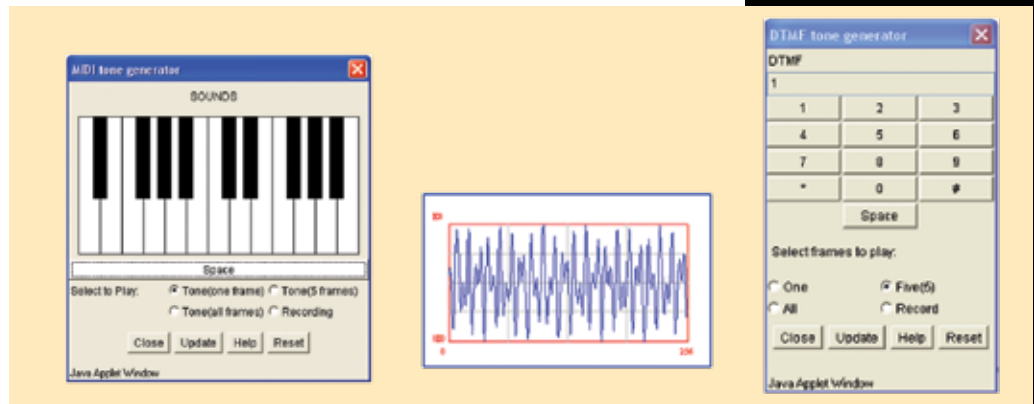 MIDI tone generator
SOUNDS
Space
Select to Play: Tone(one frame) Tone(5 frames)
Tone(all frames) Recording
Close Update Help Reset
Java Applet Window
0 256
DTMF tone generator
DTMF
1
1 2 3
4 5 6
7 8 9
* 0 #
Space
Select frames to play:
One Five(5)
All Record
Close Update Help Reset
Java Applet Window